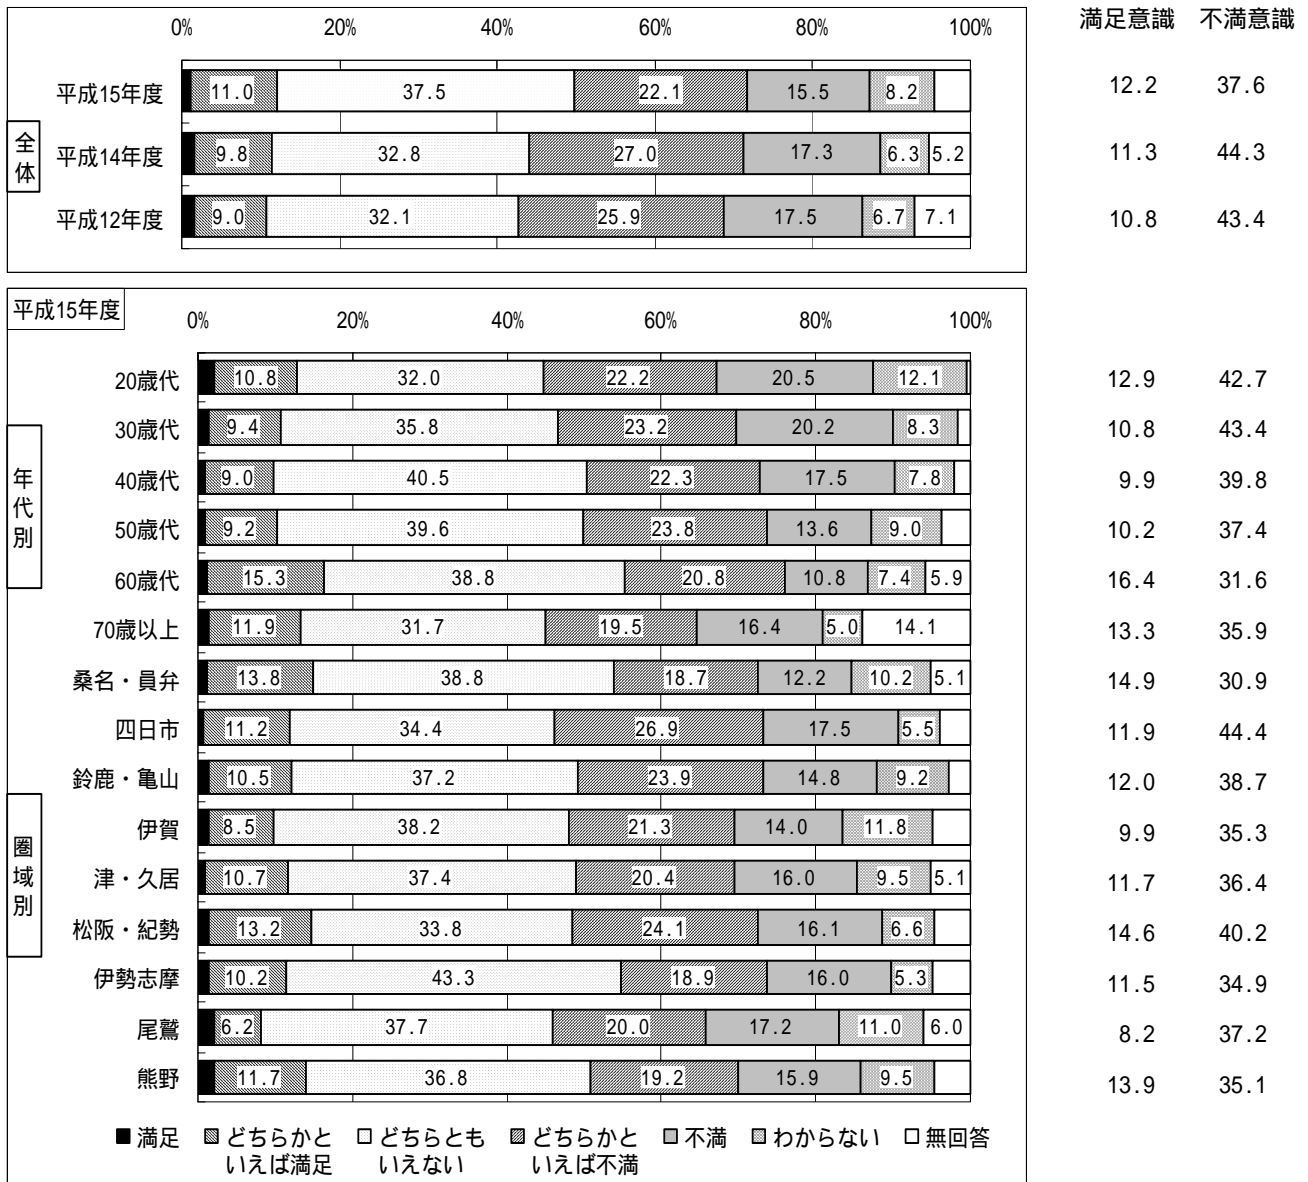 満足意識 不満意識
0% 20% 40% 60% 80% 100%
全体
平成15年度 11.0 37.5 22.1 15.5 8.2 12.2 37.6
平成14年度 9.8 32.8 27.0 17.3 6.3 5.2 11.3 44.3
平成12年度 9.0 32.1 25.9 17.5 6.7 7.1 10.8 43.4
平成15年度
0% 20% 40% 60% 80% 100%
年代別
20歳代 10.8 32.0 22.2 20.5 12.1 12.9 42.7
30歳代 9.4 35.8 23.2 20.2 8.3 10.8 43.4
40歳代 9.0 40.5 22.3 17.5 7.8 9.9 39.8
50歳代 9.2 39.6 23.8 13.6 9.0 10.2 37.4
60歳代 15.3 38.8 20.8 10.8 7.4 5.9 16.4 31.6
70歳以上 11.9 31.7 19.5 16.4 5.0 14.1 13.3 35.9
圏域別
桑名・員弁 13.8 38.8 18.7 12.2 10.2 5.1 14.9 30.9
四日市 11.2 34.4 26.9 17.5 5.5 11.9 44.4
鈴鹿・亀山 10.5 37.2 23.9 14.8 9.2 12.0 38.7
伊賀 8.5 38.2 21.3 14.0 11.8 9.9 35.3
津・久居 10.7 37.4 20.4 16.0 9.5 5.1 11.7 36.4
松阪・紀勢 13.2 33.8 24.1 16.1 6.6 14.6 40.2
伊勢志摩 10.2 43.3 18.9 16.0 5.3 11.5 34.9
尾鷲 6.2 37.7 20.0 17.2 11.0 6.0 8.2 37.2
熊野 11.7 36.8 19.2 15.9 9.5 13.9 35.1
満足 どちらかと どちらとも どちらかと 不満 わからない 無回答
いえば満足 いえない いえば不満